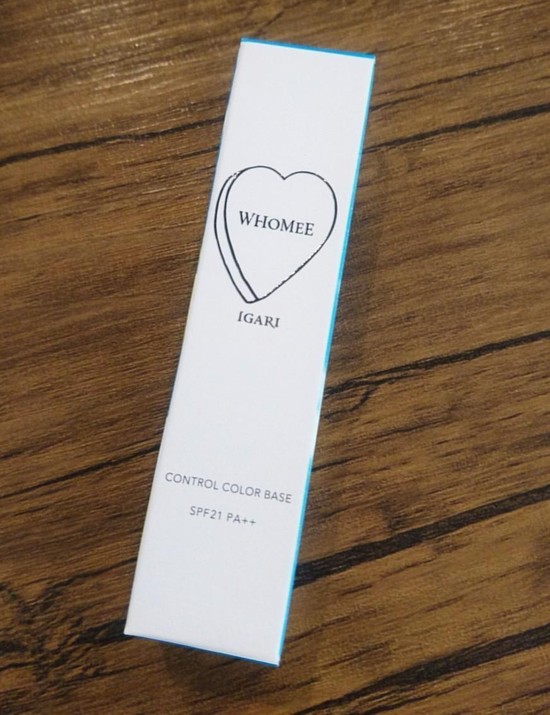 WHOMEE
IGARI
CONTROL COLOR BASE
SPF21 PA++